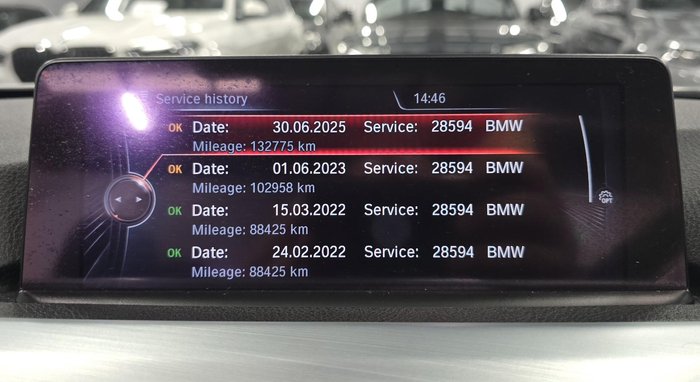 Service history 14:46
OK Date: 30.06.2025 Service: 28594 BMW
Mileage: 132775 km
OK Date: 01.06.2023 Service: 28594 BMW
Mileage: 102958 km
OK Date: 15.03.2022 Service: 28594 BMW
Mileage: 88425 km
OK Date: 24.02.2022 Service: 28594 BMW
Mileage: 88425 km
OPT